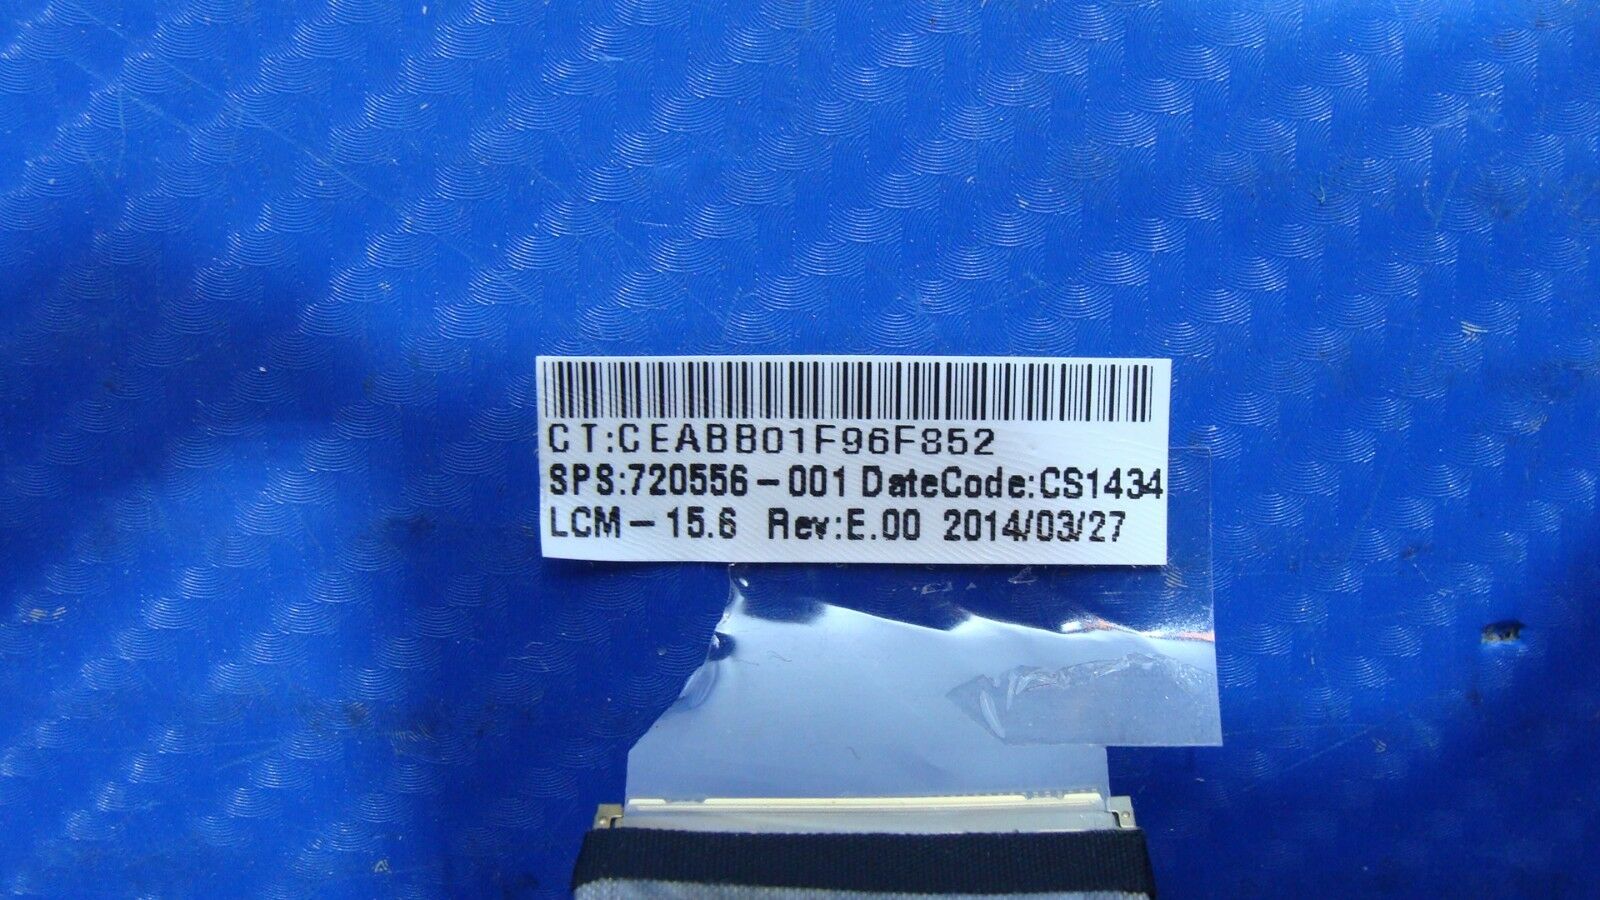 CT:CEABB01F96F852
SPS:720556-001 DateCode:CS1434
LCM-15.6 Rev:E.00 2014/03/27